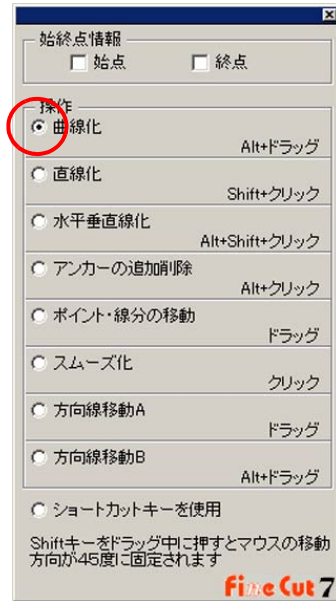 始終点情報
始点 終点
操作
曲線化
Alt+ドラッグ
直線化
Shift+クリック
水平垂直線化
Alt+Shift+クリック
アンカーの追加削除
Alt+クリック
ポイント・線分の移動
ドラッグ
スムーズ化
クリック
方向線移動A
ドラッグ
方向線移動B
Alt+ドラッグ
ショートカットキーを使用
Shiftキーをドラッグ中に押すとマウスの移動
方向が45度に固定されます
Fine Cut 7